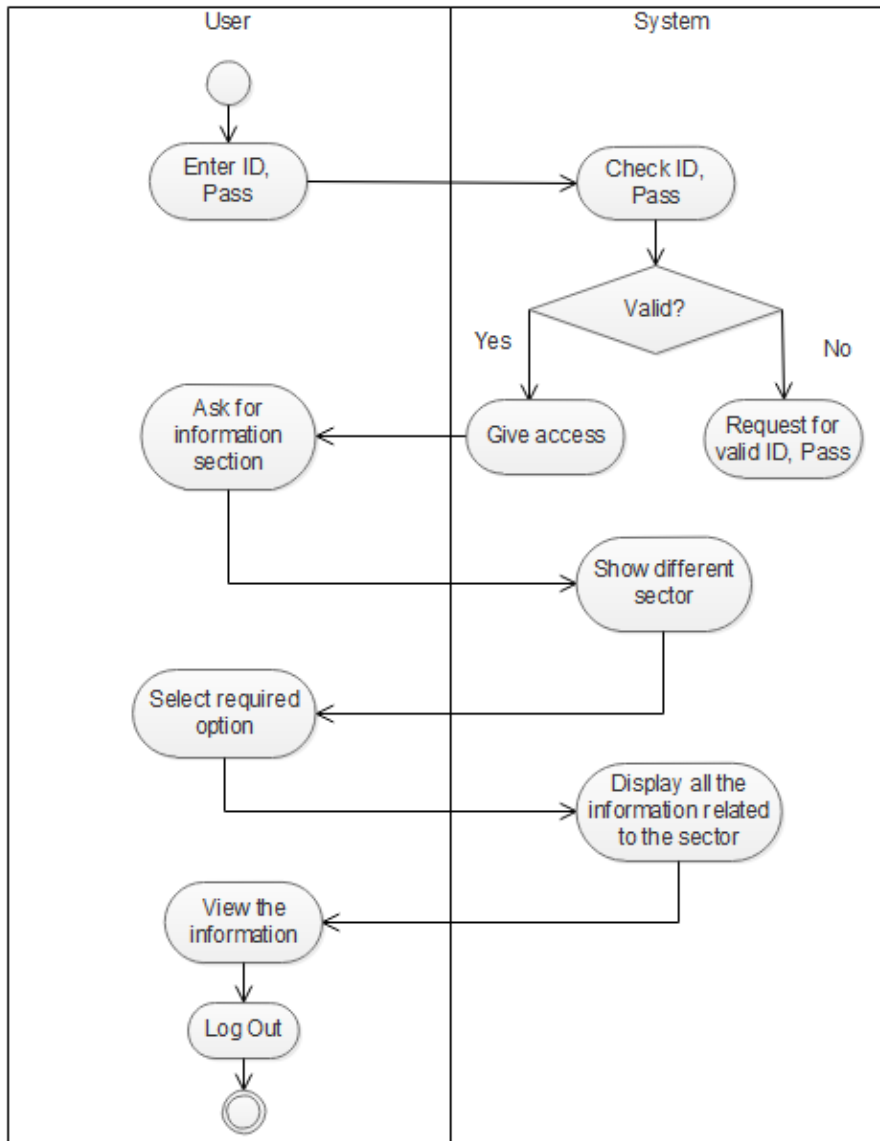 User
System
Enter ID,
Pass
Check ID,
Pass
Valid?
Yes
No
Ask for
information
section
Give access
Request for
valid ID, Pass
Show different
sector
Select required
option
Display all the
information related
to the sector
View the
information
Log Out